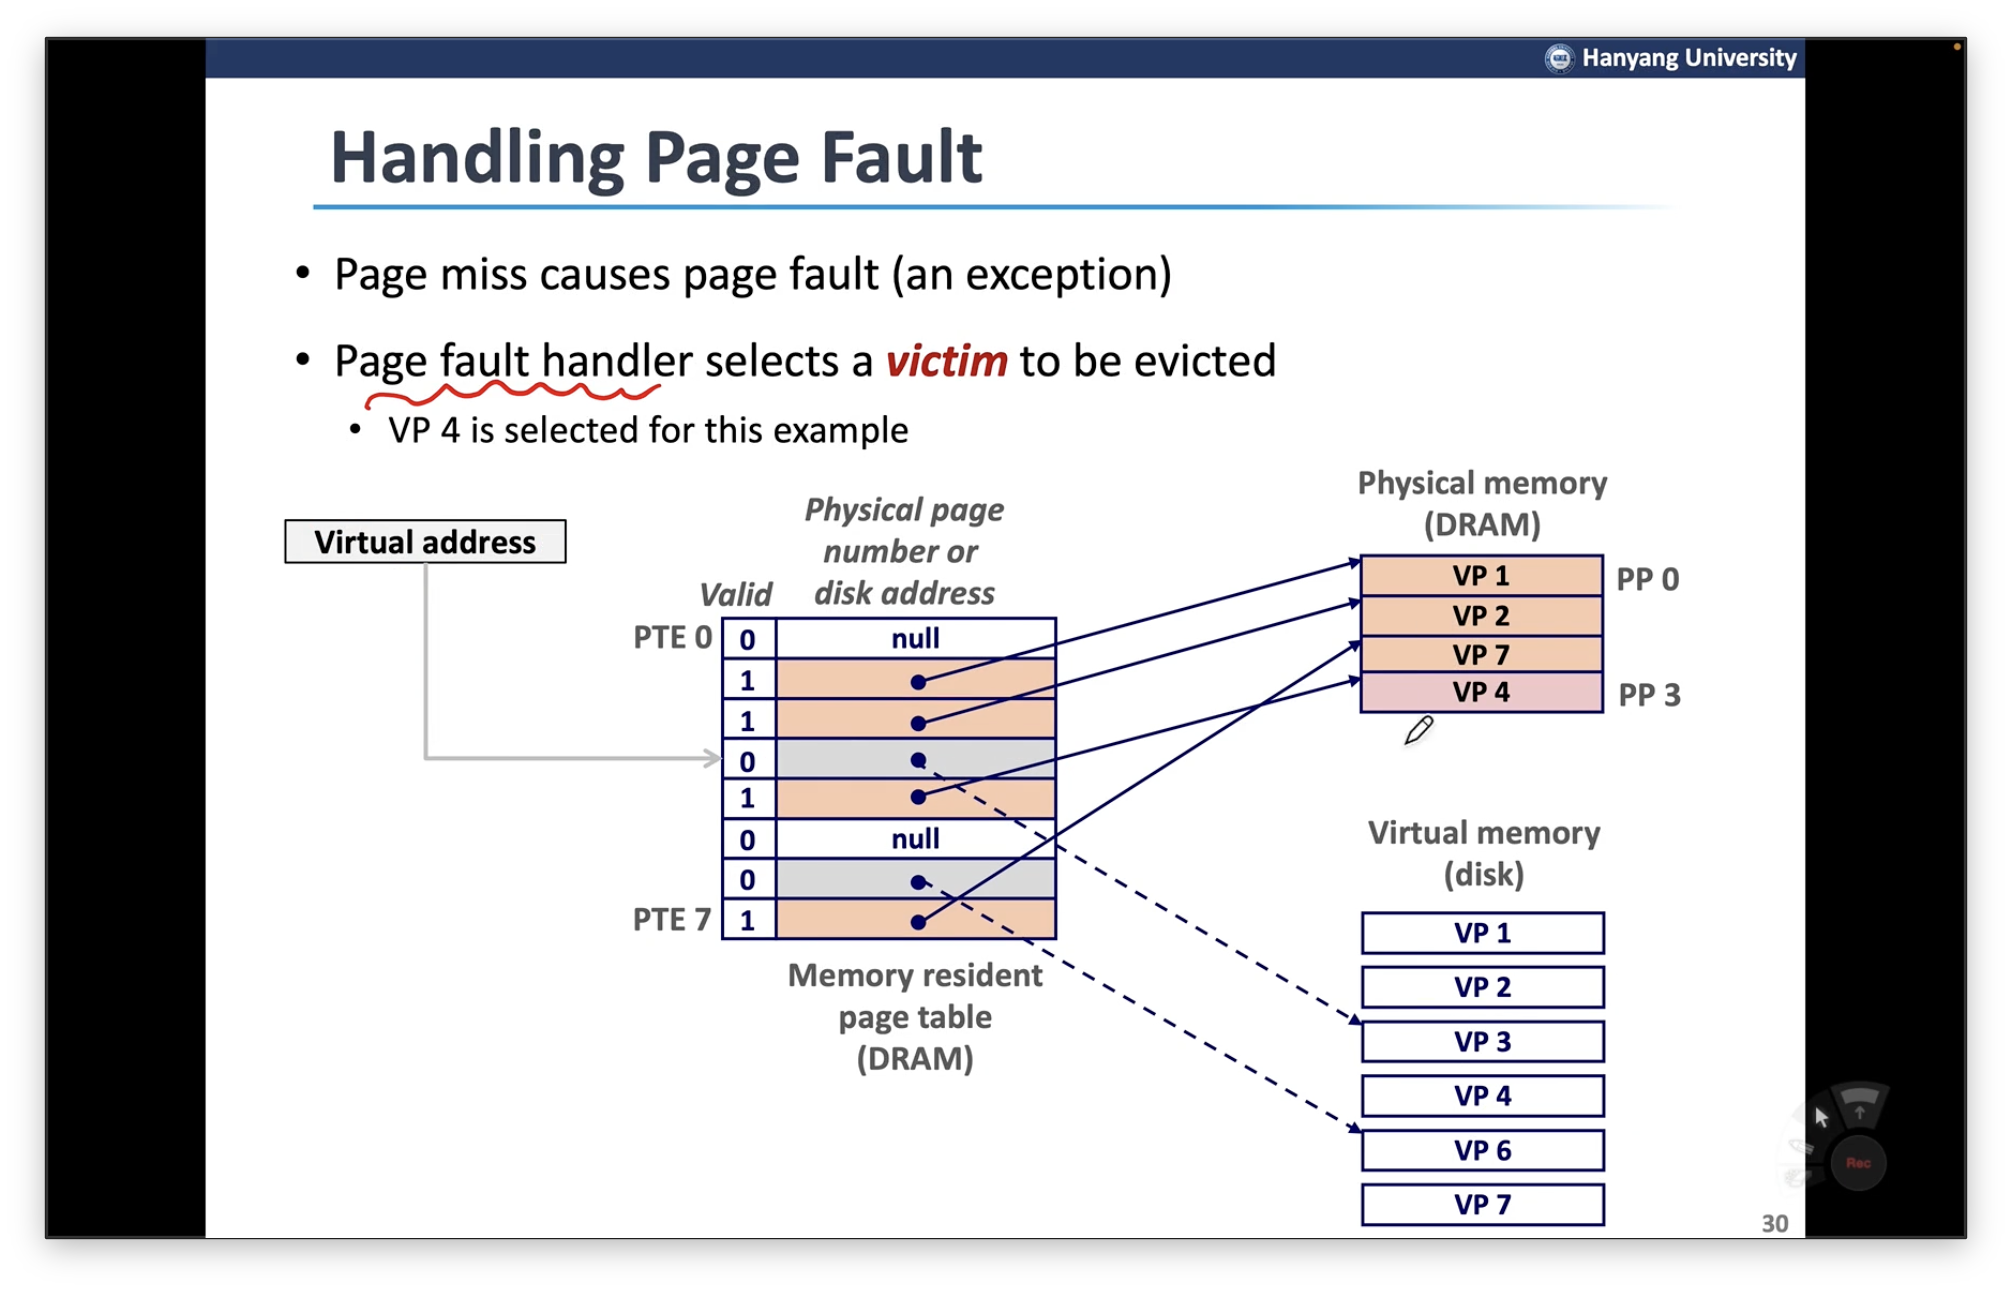 Hanyang University
Handling Page Fault
• Page miss causes page fault (an exception)
• Page fault handler selects a victim to be evicted
• VP 4 is selected for this example
Virtual address
Physical page
number or
disk address
Valid
PTE 0
0
null
1
1
0
1
0
null
0
PTE 7
1
Memory resident
page table
(DRAM)
Physical memory
(DRAM)
VP 1
PP 0
VP 2
VP 7
VP 4
PP 3
Virtual memory
(disk)
VP 1
VP 2
VP 3
VP 4
VP 6
VP 7
Rec
30